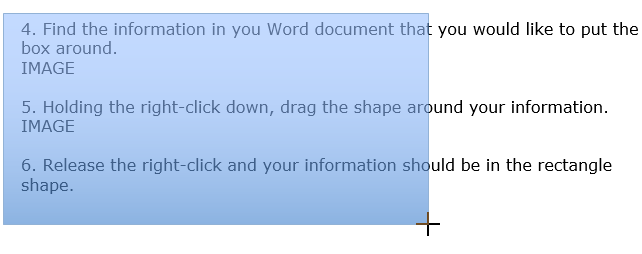 4. Find the information in you Word document that you would like to put the
box around.
IMAGE
5. Holding the right-click down, drag the shape around your information.
IMAGE
6. Release the right-click and your information should be in the rectangle
shape.